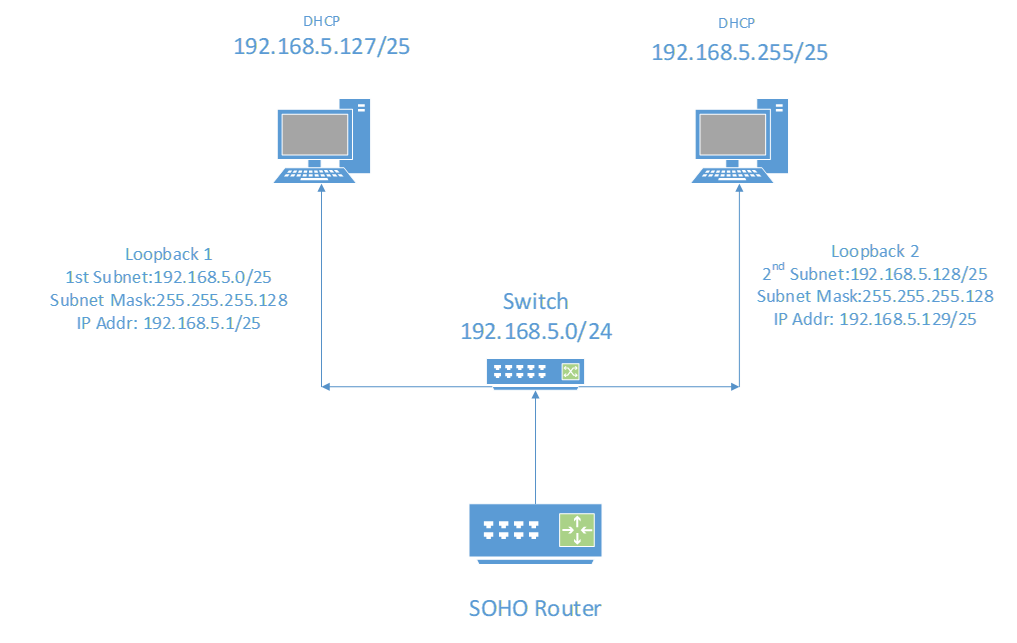 DHCP
192.168.5.127/25
DHCP
192.168.5.255/25
Loopback 1
1st Subnet:192.168.5.0/25
Subnet Mask:255.255.255.128
IP Addr: 192.168.5.1/25
Loopback 2
2nd Subnet:192.168.5.128/25
Subnet Mask:255.255.255.128
IP Addr: 192.168.5.129/25
Switch
192.168.5.0/24
SOHO Router